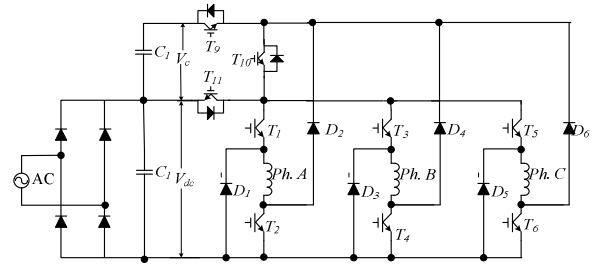 C1
Vc
T9
T10
T11
T1
D2
T3
D4
T5
D6
AC
C1
Vdc
D1
Ph. A
D3
Ph. B
D5
Ph. C
T2
T4
T6